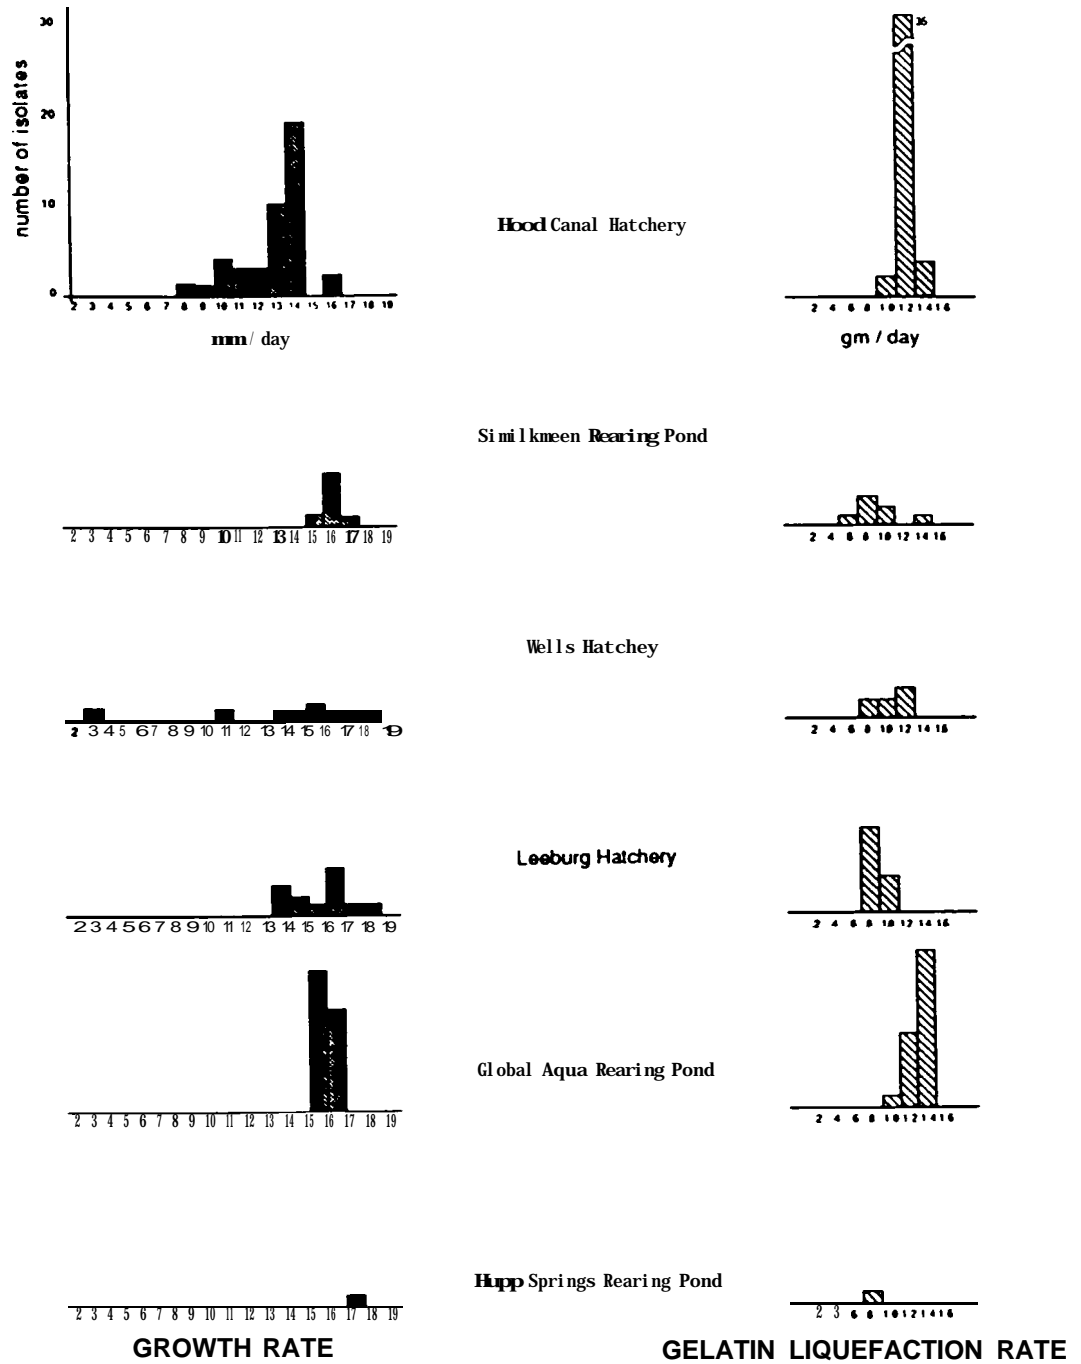 30
36
number of isolates
20
10
Hood Canal Hatchery
0
2 3 4 5 6 7 8 9 10 11 12 13 14 15 16 17 18 19
2 4 6 8 10 12 14 16
mm / day
gm / day
Similkmeen Rearing Pond
2 3 4 5 6 7 8 9 10 11 12 13 14 15 16 17 18 19
2 4 6 8 10 12 14 16
Wells Hatchey
2 3 4 5 6 7 8 9 10 11 12 13 14 15 16 17 18 19
2 4 6 8 10 12 14 16
Leeburg Hatchery
2 3 4 5 6 7 8 9 10 11 12 13 14 15 16 17 18 19
2 4 6 8 10 12 14 16
Global Aqua Rearing Pond
2 3 4 5 6 7 8 9 10 11 12 13 14 15 16 17 18 19
2 4 6 8 10 12 14 16
Hupp Springs Rearing Pond
2 3 4 5 6 7 8 9 10 11 12 13 14 15 16 17 18 19
2 3 6 8 10 12 14 16
GROWTH RATE
GELATIN LIQUEFACTION RATE